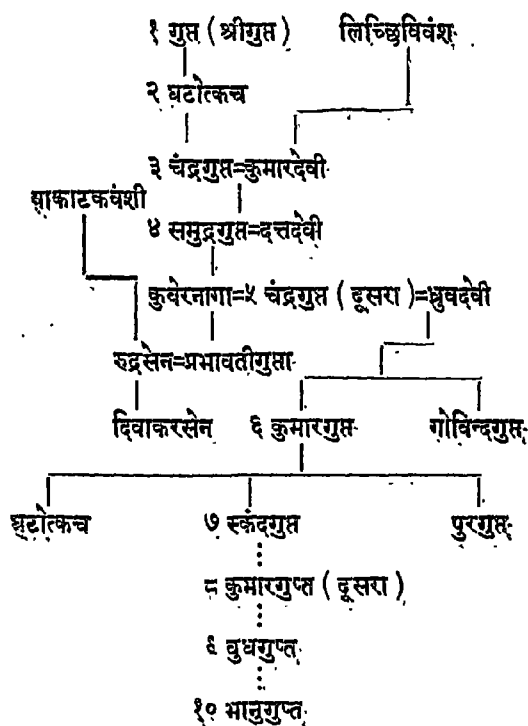 १ गुप्त ( श्रीगुप्त ) लिच्छिविवंश
२ घटोत्कच
३ चंद्रगुप्त=कुमारदेवी
वाकाटकवंशी
४ समुद्रगुप्त=दत्तदेवी
कुवेरनागा=५ चंद्रगुप्त ( दूसरा ) =ध्रुवदेवी
रुद्रसेन=प्रभावतीगुप्ता
दिवाकरसेन ६ कुमारगुप्त गोविन्दगुप्त
घटोत्कच ७ स्कंदगुप्त पुरगुप्त
८ कुमारगुप्त ( दूसरा )
९ वुधगुप्त
१० भानुगुप्त